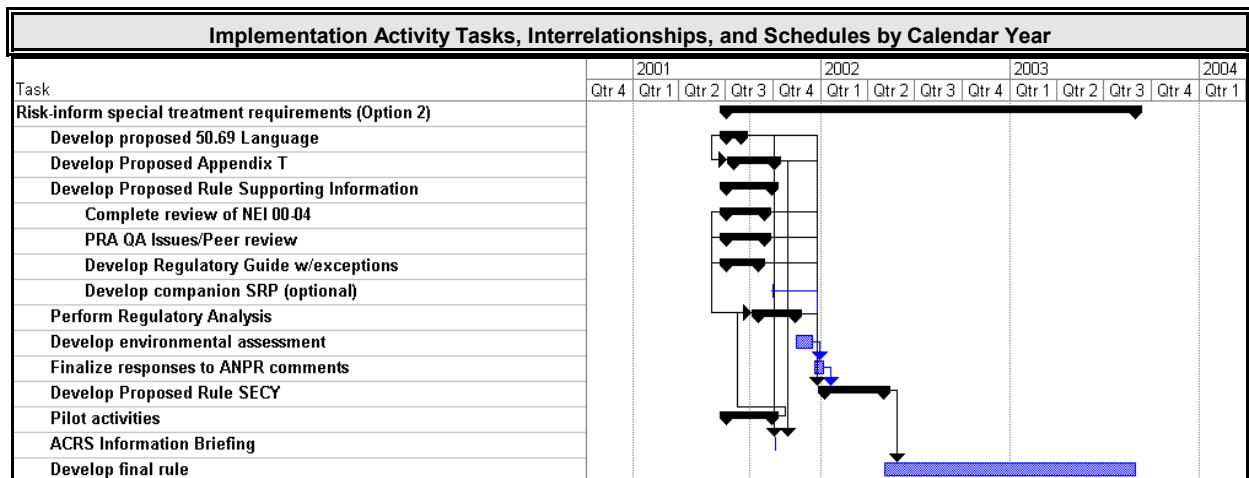 Implementation Activity Tasks, Interrelationships, and Schedules by Calendar Year
2001 2002 2003 2004
Task Qtr 4 Qtr 1 Qtr 2 Qtr 3 Qtr 4 Qtr 1 Qtr 2 Qtr 3 Qtr 4 Qtr 1 Qtr 2 Qtr 3 Qtr 4 Qtr 1
Risk-inform special treatment requirements (Option 2)
Develop proposed 50.69 Language
Develop Proposed Appendix T
Develop Proposed Rule Supporting Information
Complete review of NEI 00-04
PRA QA Issues/Peer review
Develop Regulatory Guide w/exceptions
Develop companion SRP (optional)
Perform Regulatory Analysis
Develop environmental assessment
Finalize responses to ANPR comments
Develop Proposed Rule SECY
Pilot activities
ACRS Information Briefing
Develop final rule